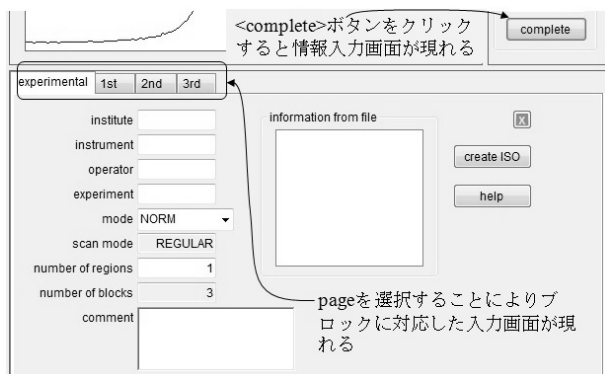 <complete>ボタンをクリック
すると情報入力画面が現れる
complete
experimental 1st 2nd 3rd
institute
information from file
X
instrument
create ISO
operator
experiment
help
mode NORM
scan mode REGULAR
number of regions 1
number of blocks 3
comment
pageを選択することによりブ
ロックに対応した入力画面が現
れる